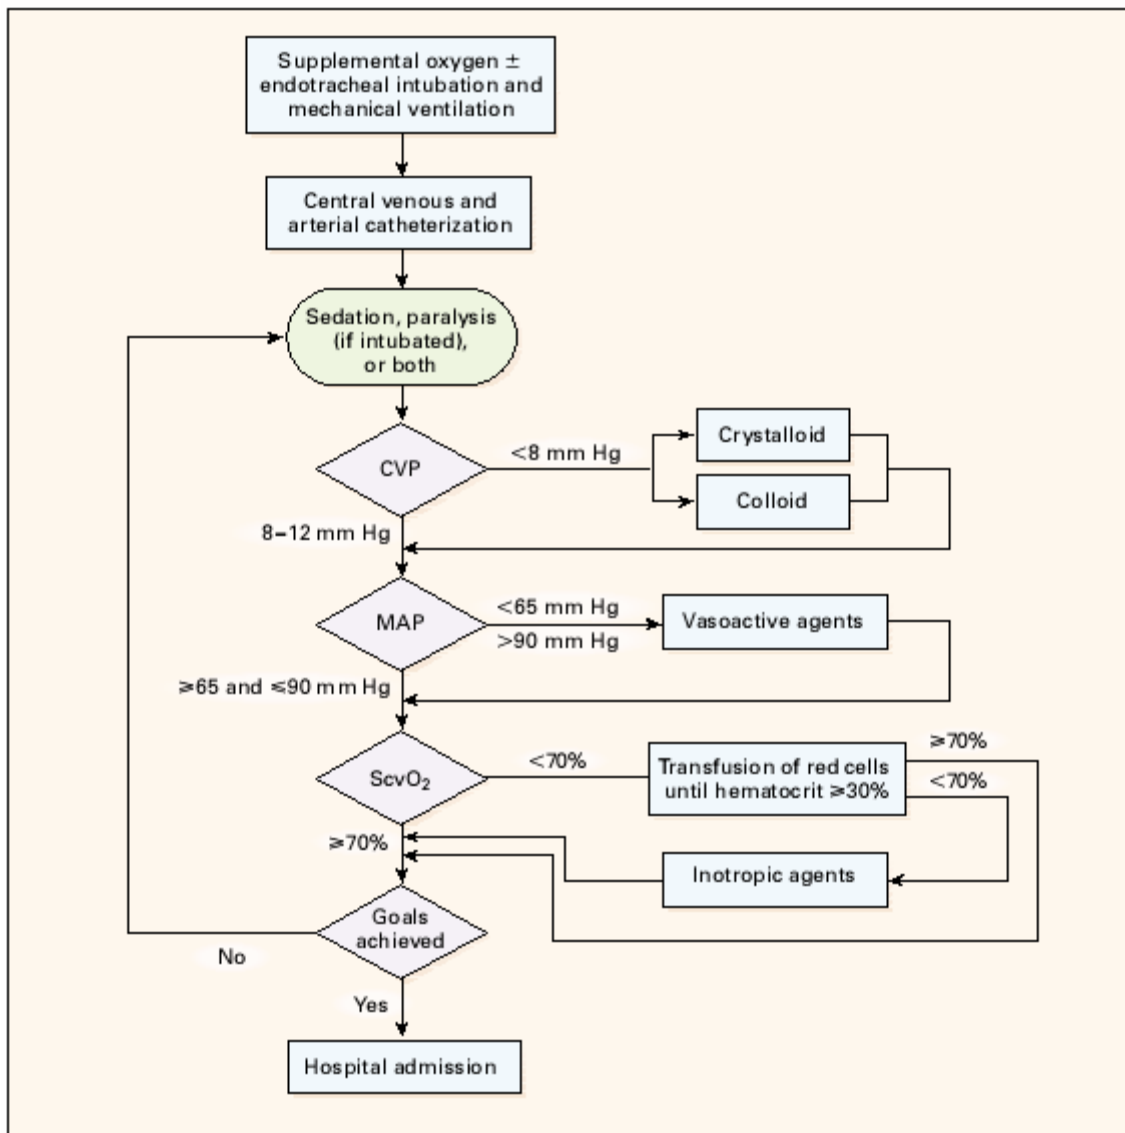 Supplemental oxygen ±
endotracheal intubation and
mechanical ventilation
Central venous and
arterial catheterization
Sedation, paralysis
(if intubated),
or both
CVP
<8 mm Hg
Crystalloid
Colloid
8–12 mm Hg
MAP
<65 mm Hg
>90 mm Hg
Vasoactive agents
≥65 and ≤90 mm Hg
ScvO₂
<70%
Transfusion of red cells
until hematocrit ≥30%
≥70%
<70%
≥70%
Inotropic agents
Goals
achieved
No
Yes
Hospital admission